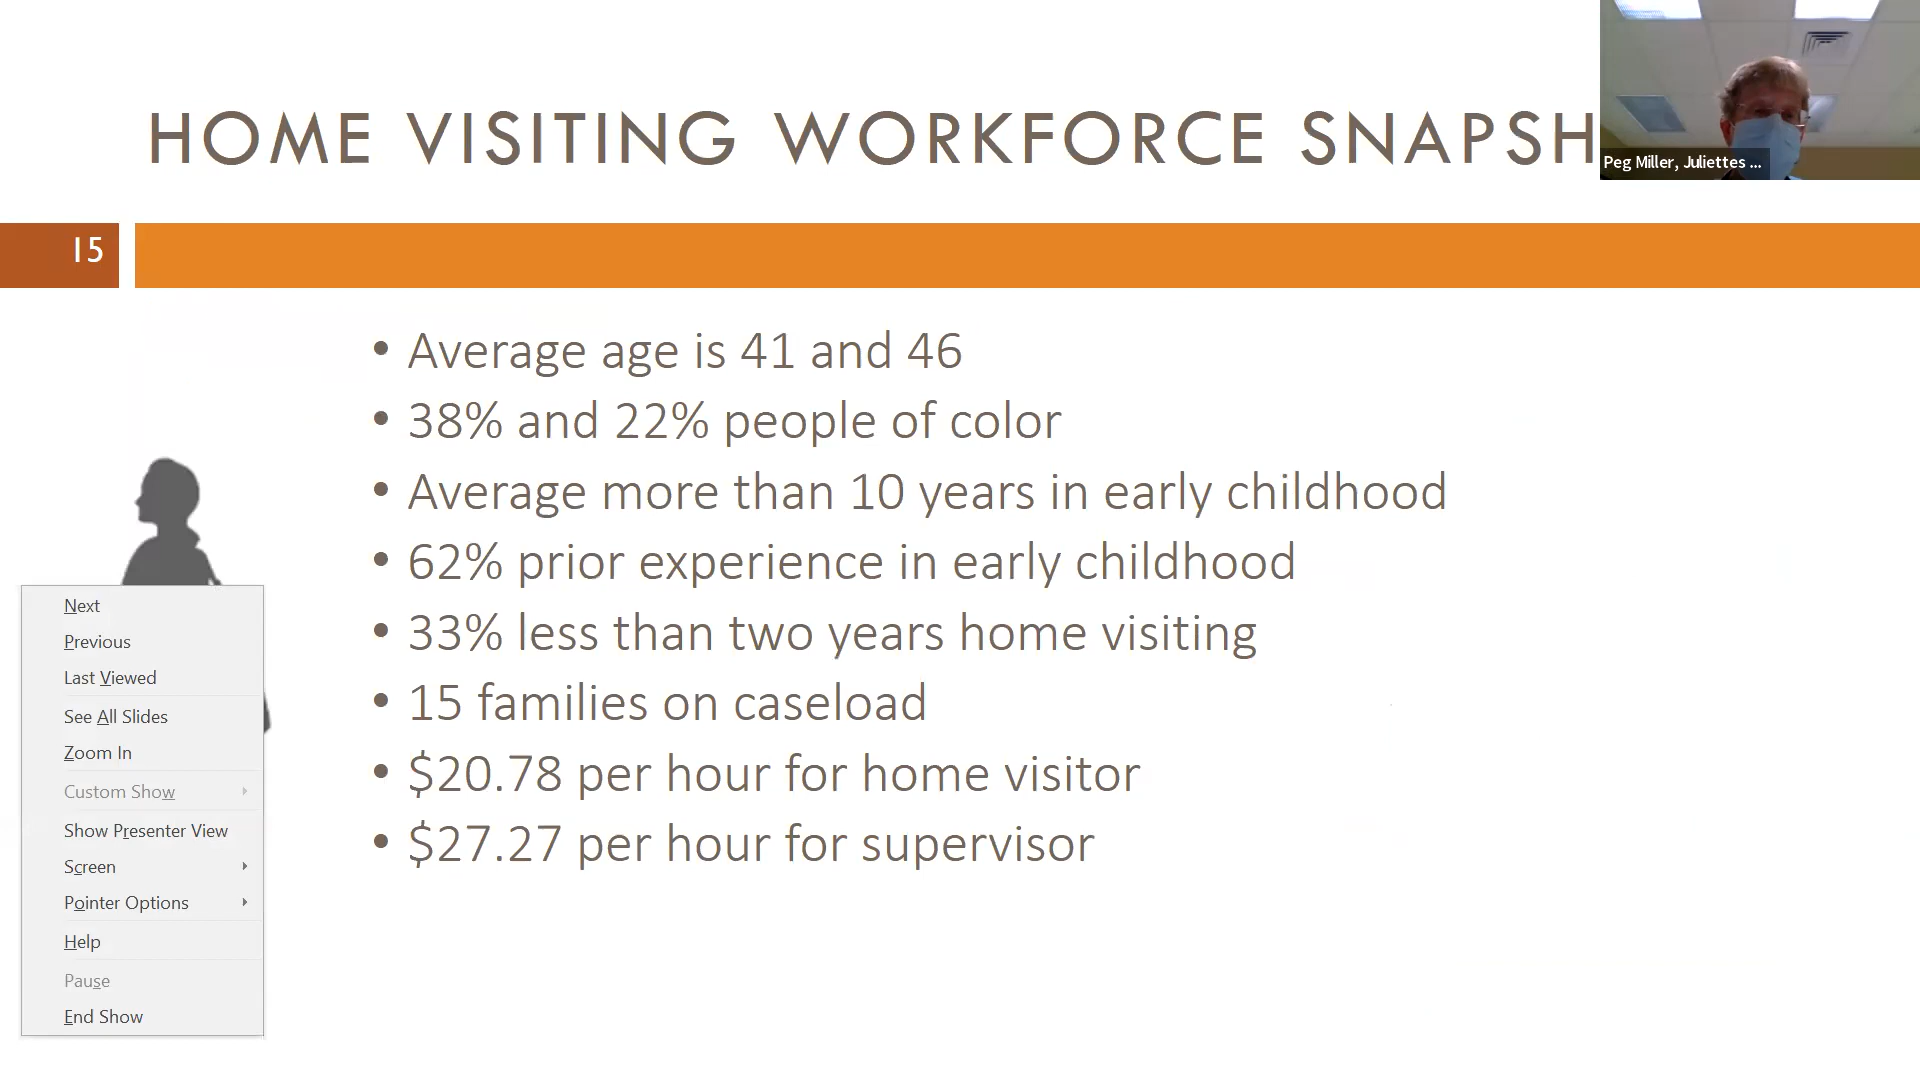 HOME VISITING WORKFORCE SNAPSH
Peg Miller, Juliettes ...
15
• Average age is 41 and 46
• 38% and 22% people of color
• Average more than 10 years in early childhood
• 62% prior experience in early childhood
• 33% less than two years home visiting
• 15 families on caseload
• $20.78 per hour for home visitor
• $27.27 per hour for supervisor
Next
Previous
Last Viewed
See All Slides
Zoom In
Custom Show
Show Presenter View
Screen
Pointer Options
Help
Pause
End Show